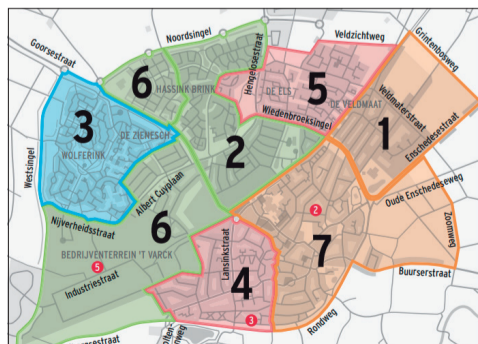 Noordsingel
Veldzichtweg
Grintenbosweg
Goorsestraat
6
HASSINK BRINK
Hengelosestraat
5
DE ELS
DE VELDMAAT
Veldmaterstraat
Enschedesestraat
1
3
DE ZIENESCH
WOLFERINK
Wiedenbroeksingel
2
Westsingel
Albert Cuyplaan
Oude Enschedeseweg
2
Nijverheidsstraat
6
7
Zoomweg
BEDRIJVENTERREIN 'T VARCK
Lansinkstraat
5
Industriestraat
4
Buurserstraat
3
Rondweg